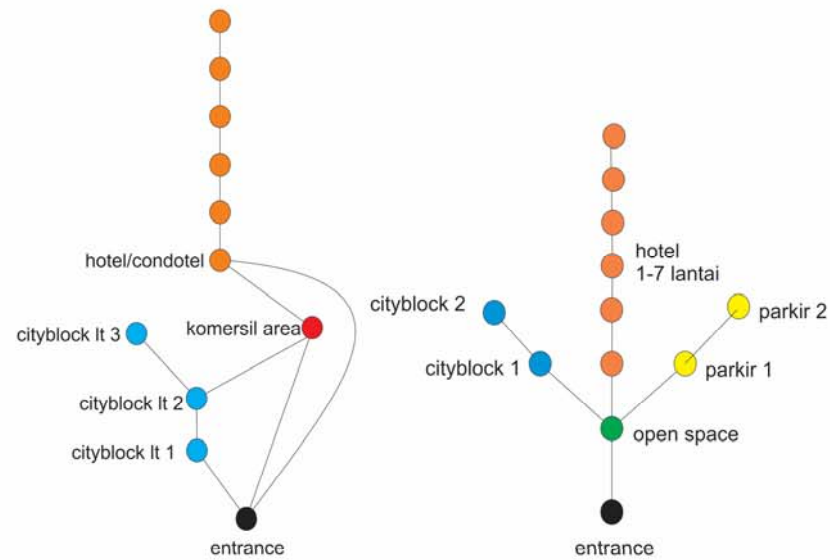 hotel/condotel
komersil area
cityblock lt 3
cityblock lt 2
cityblock lt 1
entrance
hotel
1-7 lantai
cityblock 2
parkir 2
cityblock 1
parkir 1
open space
entrance